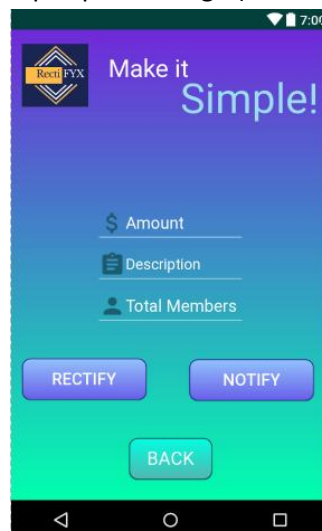 7:00
Recti FYX
Make it
Simple!
$ Amount
Description
Total Members
RECTIFY
NOTIFY
BACK